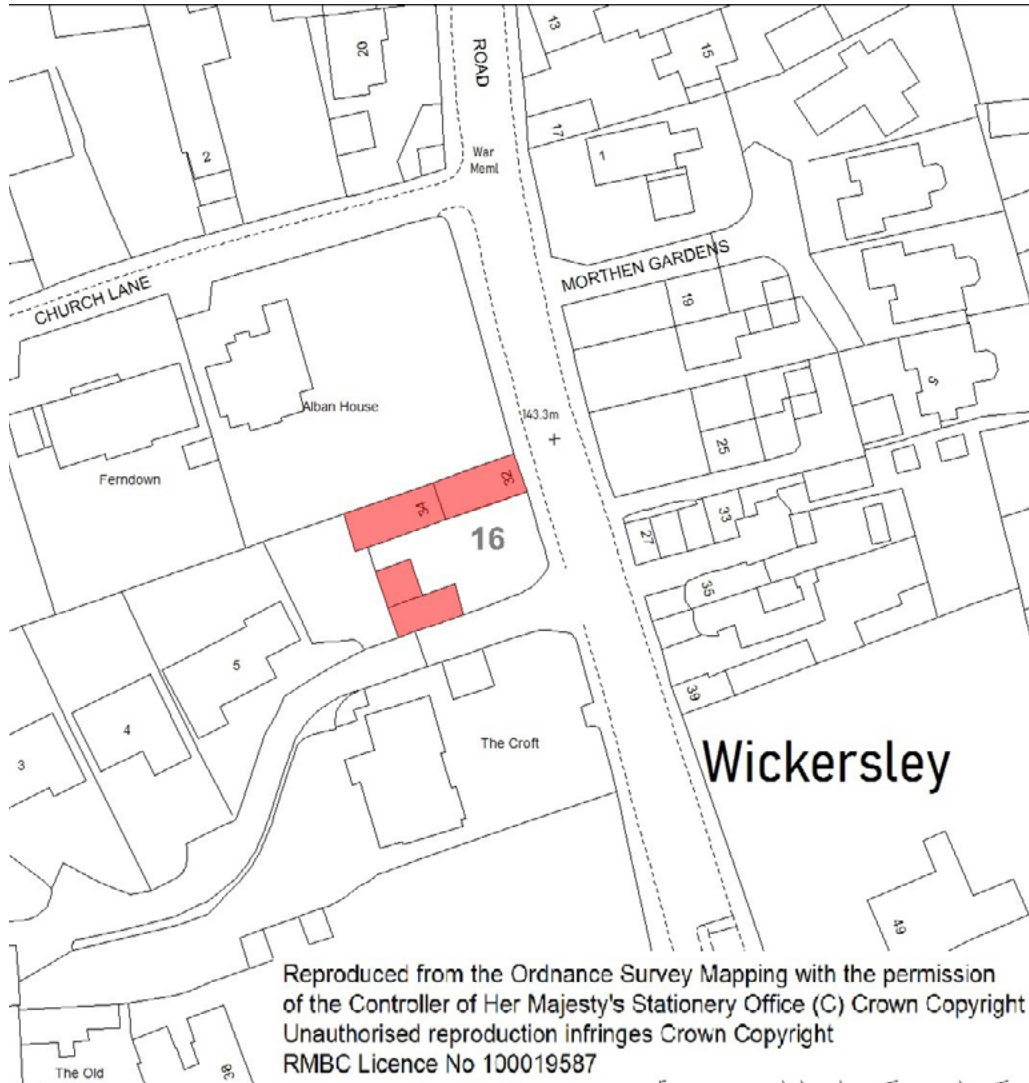 13
20
ROAD
15
17
War
Meml
1
2
MORTHEN GARDENS
CHURCH LANE
19
5
Alban House
143.3m
25
Ferndown
32
34
16
33
27
35
5
4
39
The Croft
3
Wickersley
49
Reproduced from the Ordnance Survey Mapping with the permission
of the Controller of Her Majesty's Stationery Office (C) Crown Copyright
Unauthorised reproduction infringes Crown Copyright
RMBC Licence No 100019587
The Old
38